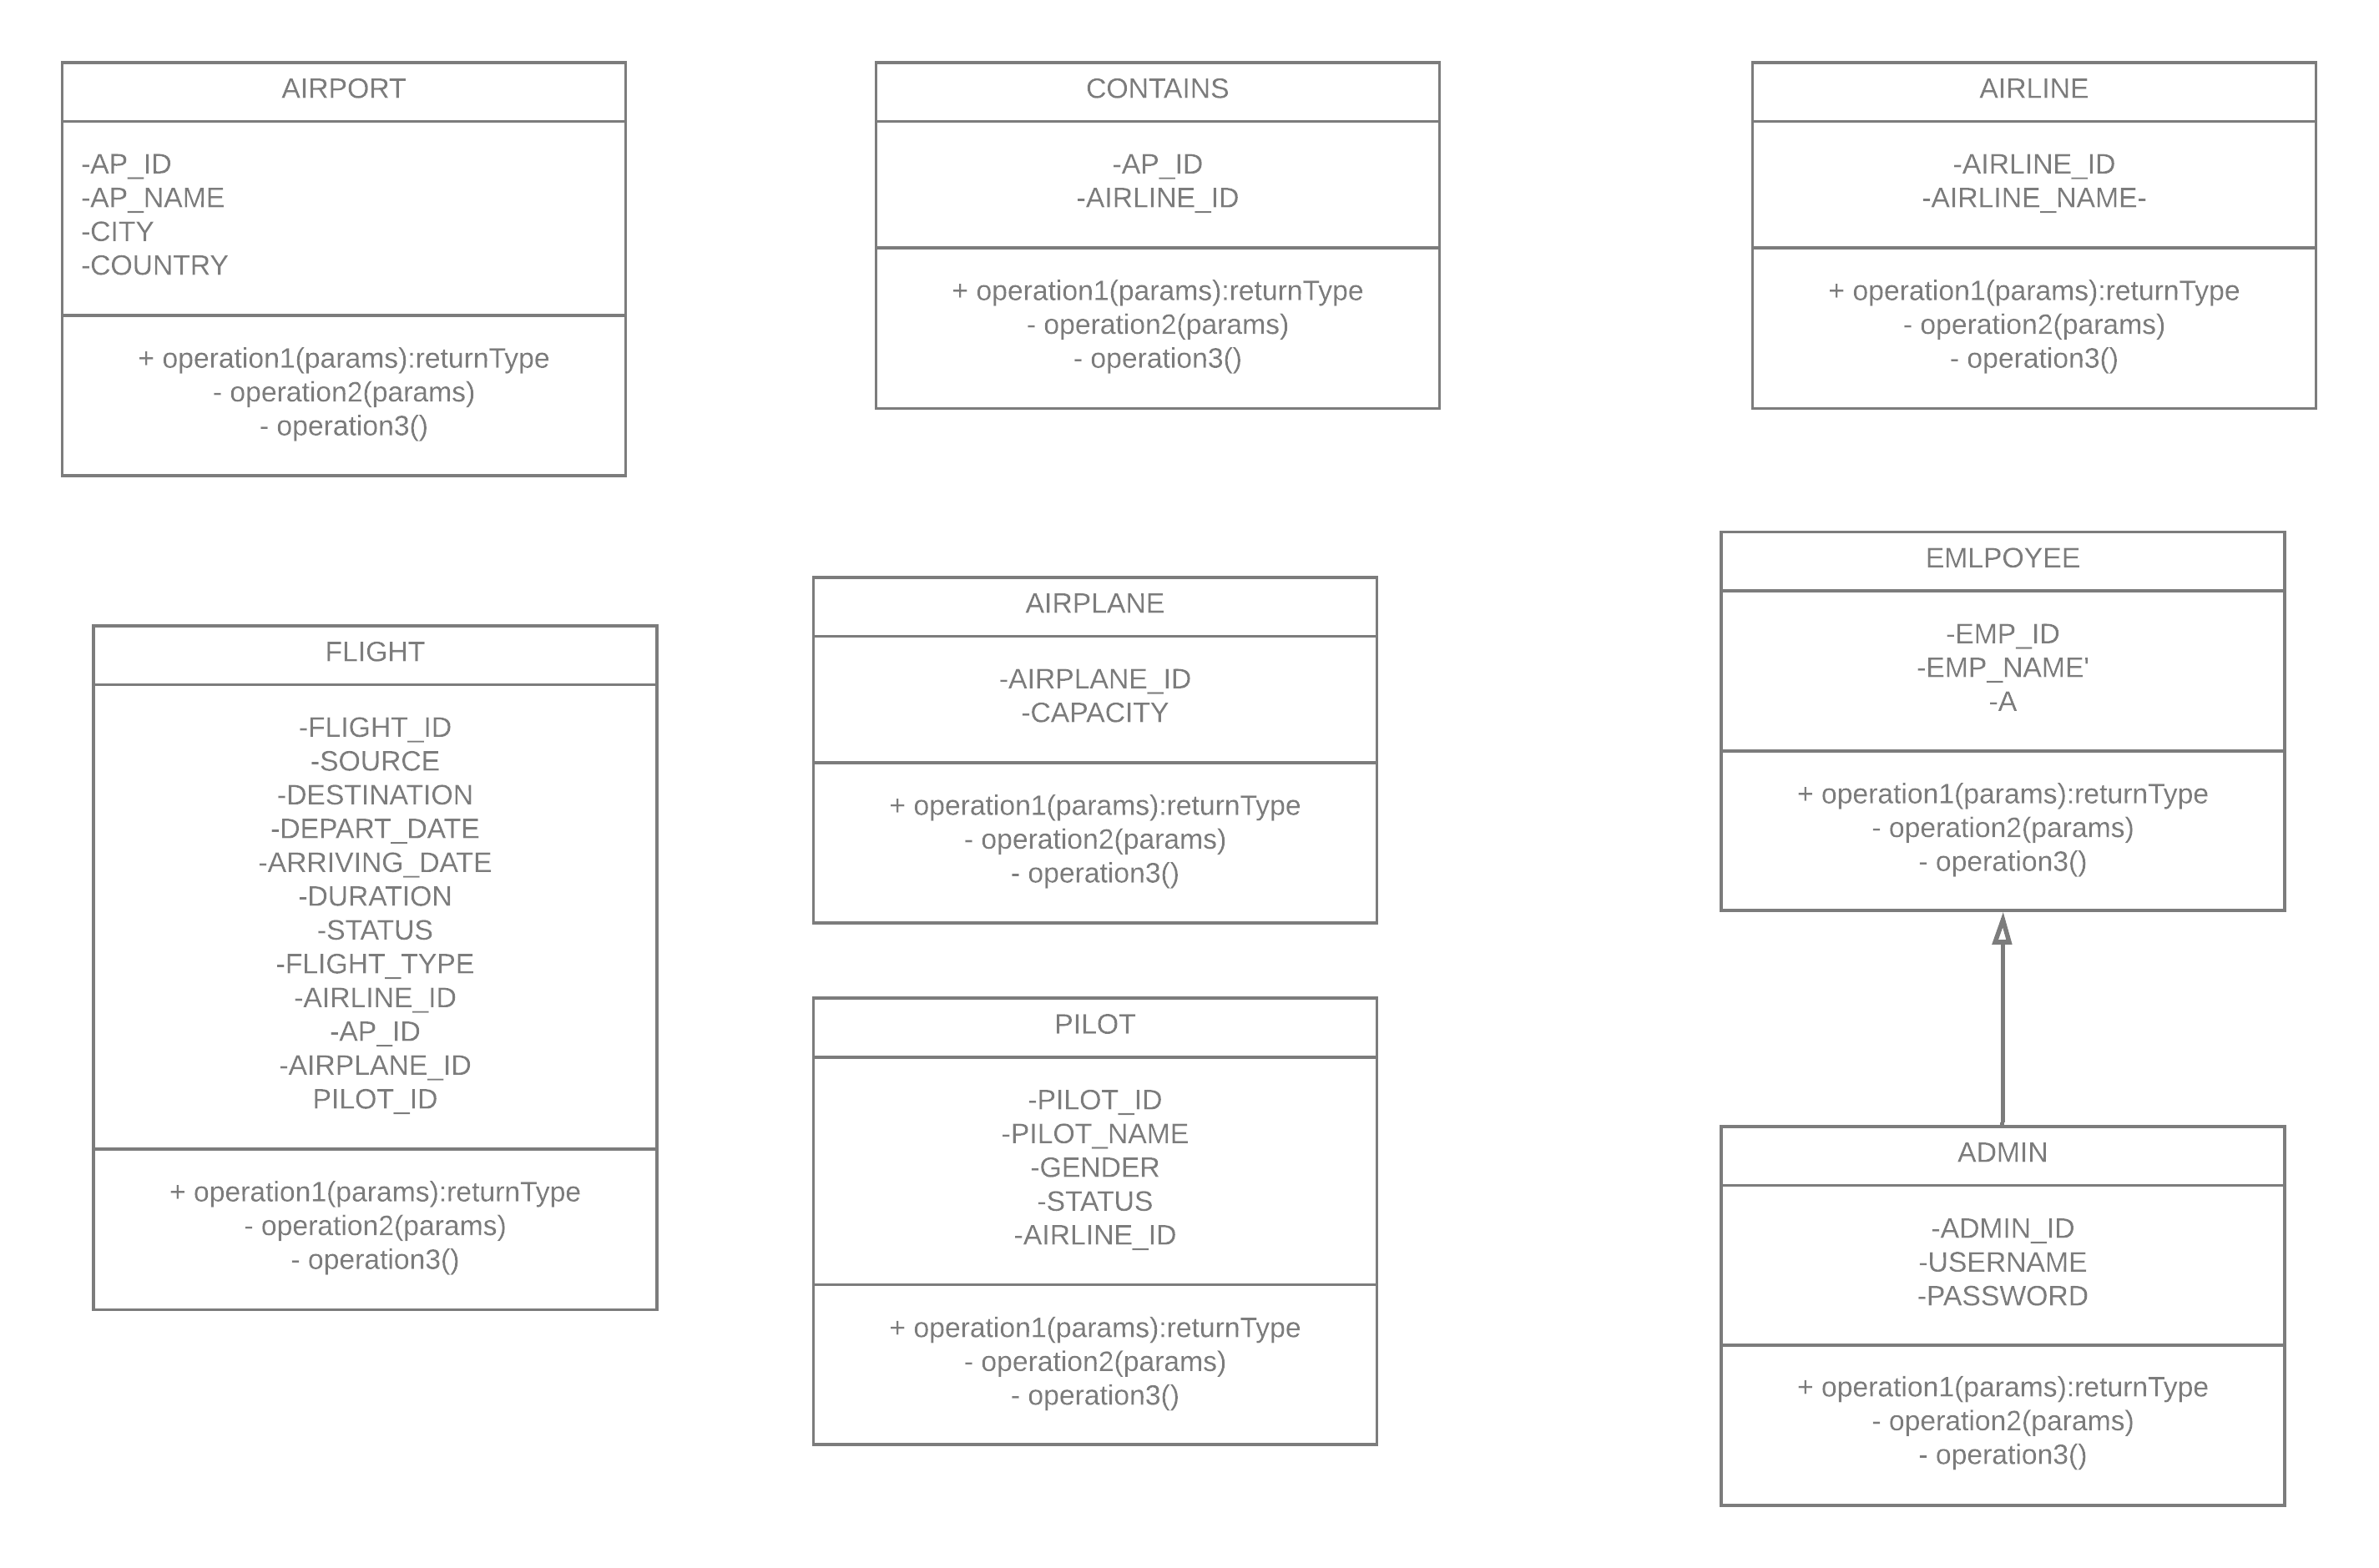 AIRPORT
-AP_ID
-AP_NAME
-CITY
-COUNTRY
+ operation1(params):returnType
- operation2(params)
- operation3()
CONTAINS
-AP_ID
-AIRLINE_ID
+ operation1(params):returnType
- operation2(params)
- operation3()
AIRLINE
-AIRLINE_ID
-AIRLINE_NAME-
+ operation1(params):returnType
- operation2(params)
- operation3()
FLIGHT
-FLIGHT_ID
-SOURCE
-DESTINATION
-DEPART_DATE
-ARRIVING_DATE
-DURATION
-STATUS
-FLIGHT_TYPE
-AIRLINE_ID
-AP_ID
-AIRPLANE_ID
PILOT_ID
+ operation1(params):returnType
- operation2(params)
- operation3()
AIRPLANE
-AIRPLANE_ID
-CAPACITY
+ operation1(params):returnType
- operation2(params)
- operation3()
PILOT
-PILOT_ID
-PILOT_NAME
-GENDER
-STATUS
-AIRLINE_ID
+ operation1(params):returnType
- operation2(params)
- operation3()
EMLPOYEE
-EMP_ID
-EMP_NAME'
-A
+ operation1(params):returnType
- operation2(params)
- operation3()
ADMIN
-ADMIN_ID
-USERNAME
-PASSWORD
+ operation1(params):returnType
- operation2(params)
- operation3()